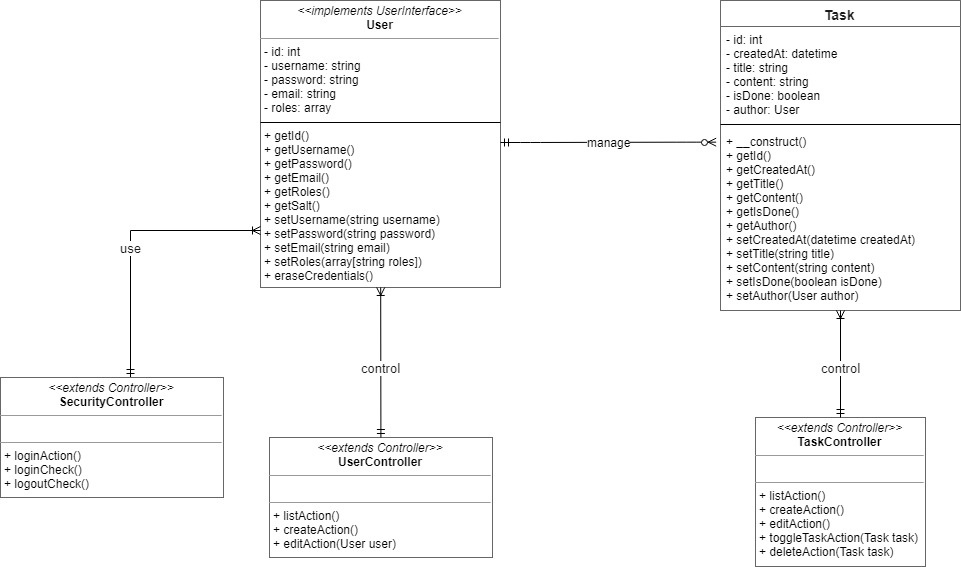 <<implements UserInterface>>
User
- id: int
- username: string
- password: string
- email: string
- roles: array
+ getId()
+ getUsername()
+ getPassword()
+ getEmail()
+ getRoles()
+ getSalt()
+ setUsername(string username)
+ setPassword(string password)
+ setEmail(string email)
+ setRoles(array[string roles])
+ eraseCredentials()
manage
Task
- id: int
- createdAt: datetime
- title: string
- content: string
- isDone: boolean
- author: User
+ __construct()
+ getId()
+ getCreatedAt()
+ getTitle()
+ getContent()
+ getIsDone()
+ getAuthor()
+ setCreatedAt(datetime createdAt)
+ setTitle(string title)
+ setContent(string content)
+ setIsDone(boolean isDone)
+ setAuthor(User author)
use
control
control
<<extends Controller>>
SecurityController
+ loginAction()
+ loginCheck()
+ logoutCheck()
<<extends Controller>>
UserController
+ listAction()
+ createAction()
+ editAction(User user)
<<extends Controller>>
TaskController
+ listAction()
+ createAction()
+ editAction()
+ toggleTaskAction(Task task)
+ deleteAction(Task task)